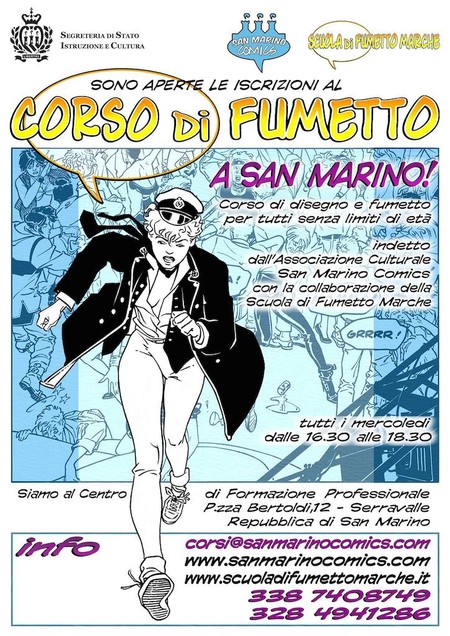 Segreteria di Stato
Istruzione e Cultura
SAN MARINO
COMICS
SCUOLA di FUMETTO MARCHE
SONO APERTE LE ISCRIZIONI AL
CORSO Di FUMETTO
A SAN MARINO!
Corso di disegno e fumetto
per tutti senza limiti di età
indetto
dall'Associazione Culturale
San Marino Comics
con la collaborazione della
Scuola di Fumetto Marche
GRRRR!
tutti i mercoledì
dalle 16.30 alle 18.30
Siamo al Centro di Formazione Professionale
P.zza Bertoldi,12 - Serravalle
Repubblica di San Marino
info
corsi@sanmarinocomics.com
www.sanmarinocomics.com
www.scuoladifumettomarche.it
338 7408749
328 4941286